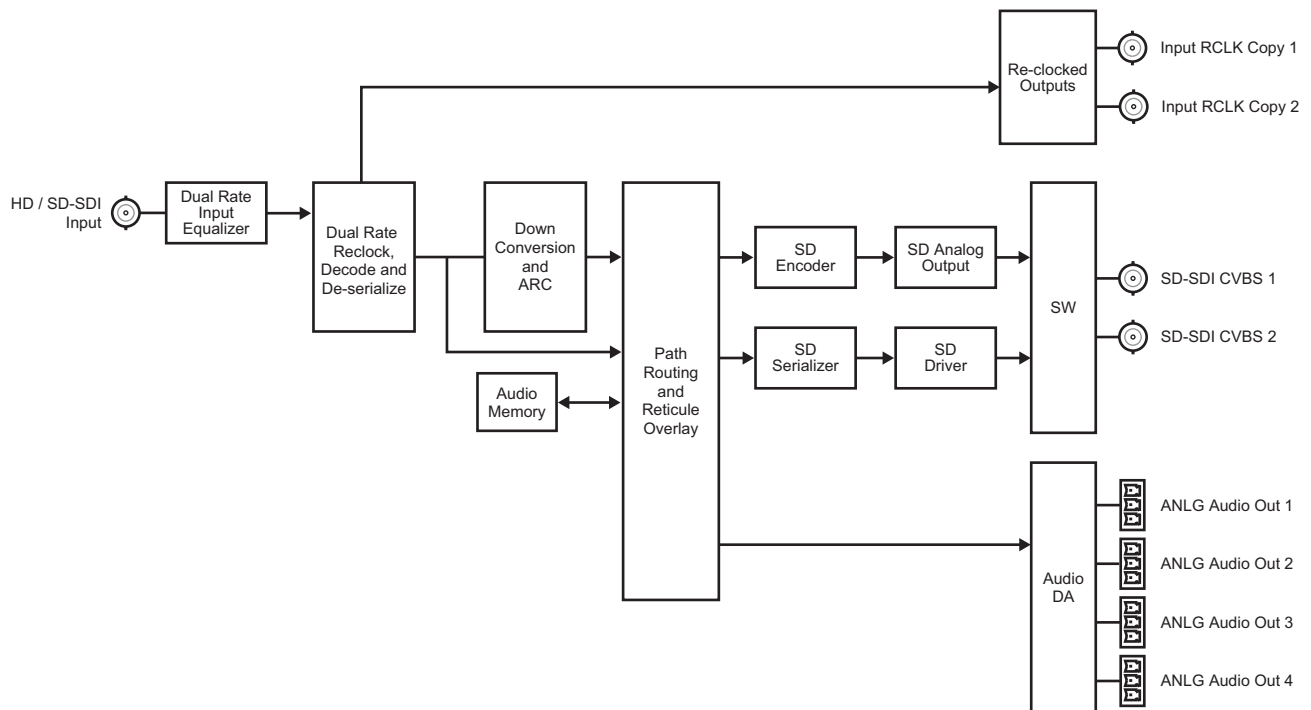 Input RCLK Copy 1
Re-clocked
Outputs
Input RCLK Copy 2
HD / SD-SDI
Input
Dual Rate
Input
Equalizer
Dual Rate
Reclock,
Decode and
De-serialize
Down
Conversion
and
ARC
Path
Routing
and
Reticule
Overlay
Audio
Memory
SD
Encoder
SD Analog
Output
SD
Serializer
SD
Driver
SW
SD-SDI CVBS 1
SD-SDI CVBS 2
Audio
DA
ANLG Audio Out 1
ANLG Audio Out 2
ANLG Audio Out 3
ANLG Audio Out 4